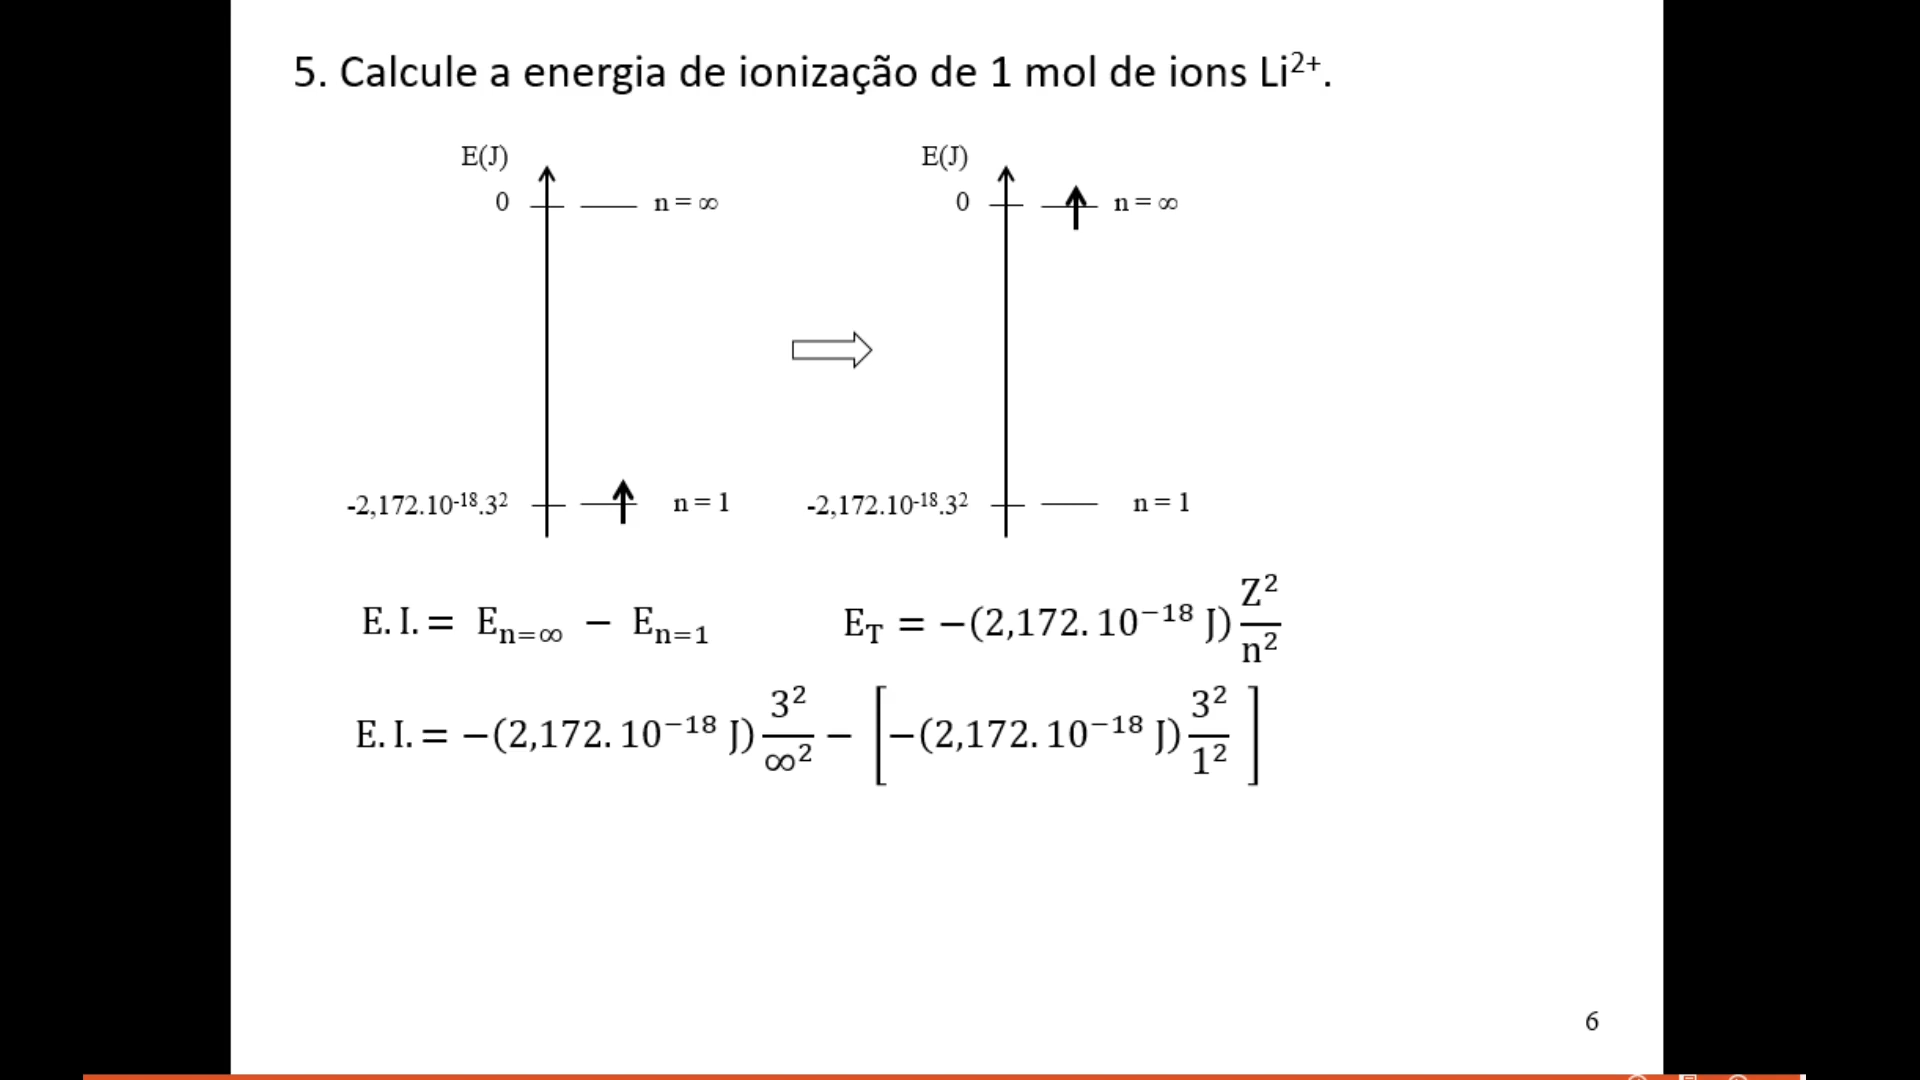 5. Calcule a energia de ionização de 1 mol de ions Li²⁺.
E(J) E(J)
0 n = ∞ 0 n = ∞
-2,172.10⁻¹⁸.3² n = 1 -2,172.10⁻¹⁸.3² n = 1
E. I. = Eₙ₌∞ − Eₙ₌₁ E_T = −(2,172. 10⁻¹⁸ J) Z²/n²
E. I. = −(2,172. 10⁻¹⁸ J) 3²/∞² − [−(2,172. 10⁻¹⁸ J) 3²/1²]
6